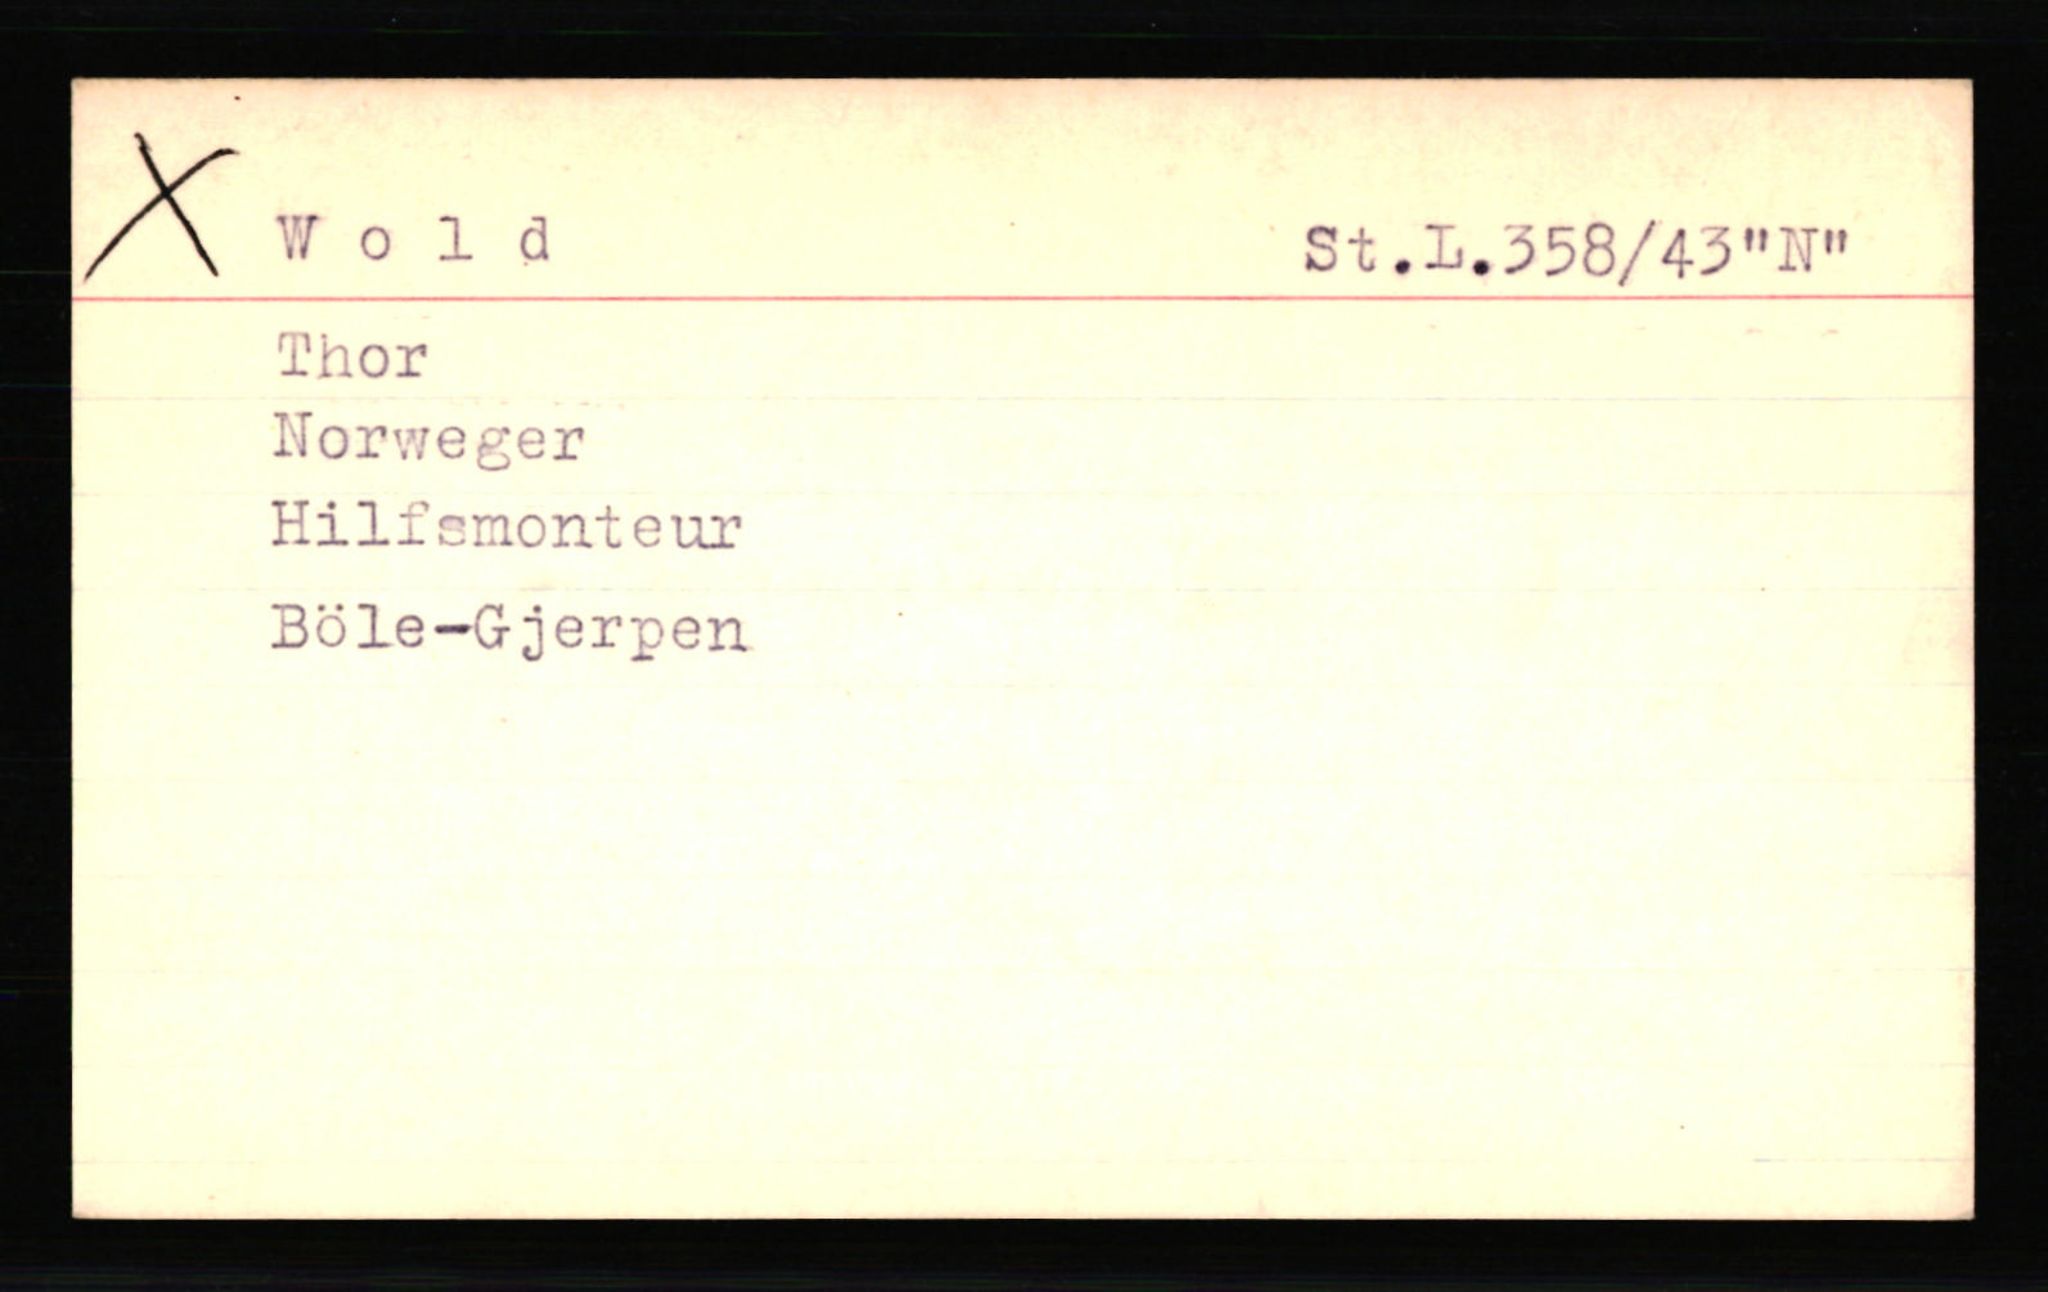 X W o l d St.L.358/43"N"
Thor
Norweger
Hilfsmonteur
Böle-Gjerpen